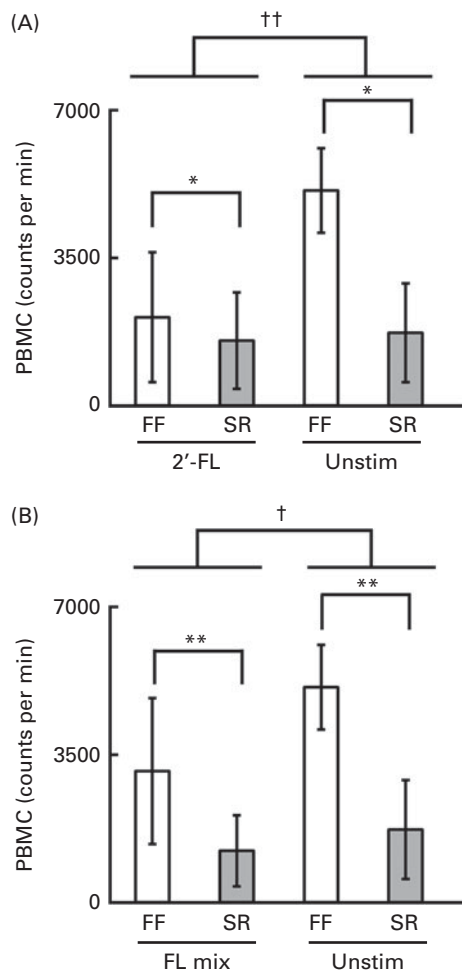 (A)
††
PBMC (counts per min)
7000
3500
0
*
*
FF SR FF SR
2′-FL Unstim
(B)
†
PBMC (counts per min)
7000
3500
0
**
**
FF SR FF SR
FL mix Unstim